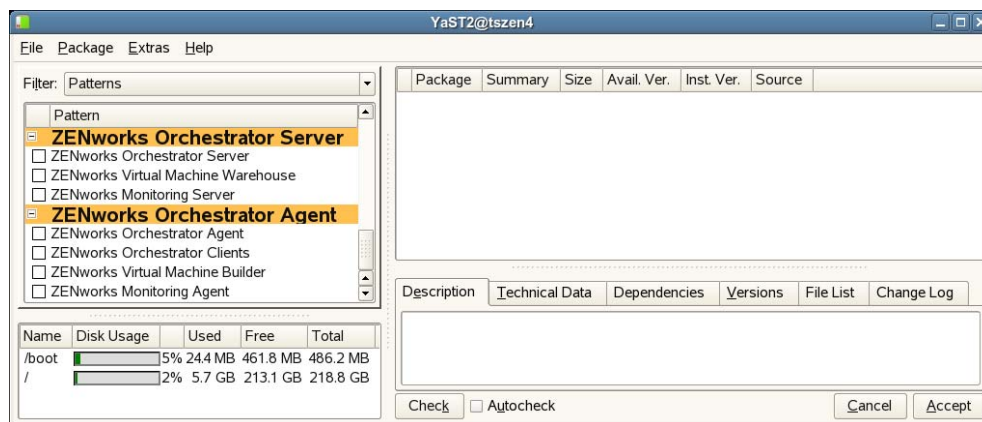 YaST2@tszen4
File Package Extras Help
Filter: Patterns
Pattern
ZENworks Orchestrator Server
ZENworks Orchestrator Server
ZENworks Virtual Machine Warehouse
ZENworks Monitoring Server
ZENworks Orchestrator Agent
ZENworks Orchestrator Agent
ZENworks Orchestrator Clients
ZENworks Virtual Machine Builder
ZENworks Monitoring Agent
Name Disk Usage Used Free Total
/boot 5% 24.4 MB 461.8 MB 486.2 MB
/ 2% 5.7 GB 213.1 GB 218.8 GB
Package Summary Size Avail. Ver. Inst. Ver. Source
Description Technical Data Dependencies Versions File List Change Log
Check Autocheck Cancel Accept